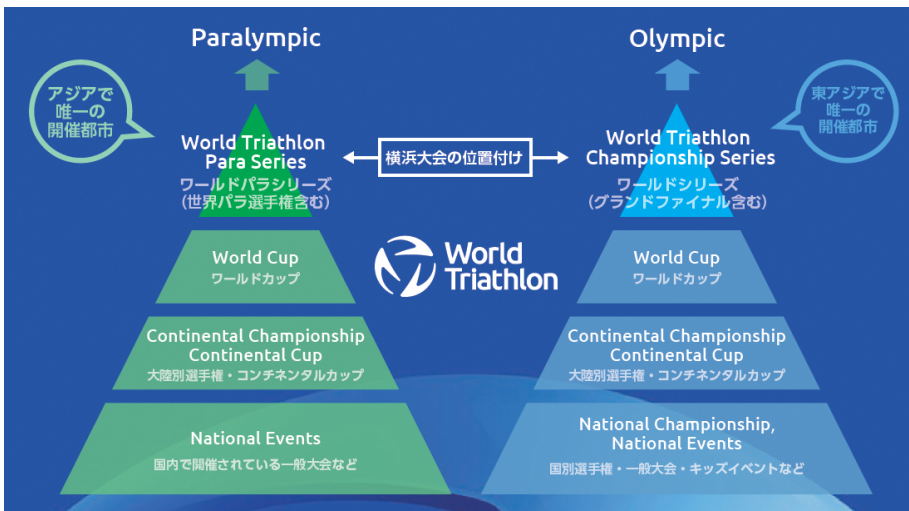 Paralympic
アジアで
唯一の
開催都市
World Triathlon
Para Series
ワールドパラシリーズ
(世界パラ選手権含む)
World Cup
ワールドカップ
Continental Championship
Continental Cup
大陸別選手権・コンチネンタルカップ
National Events
国内で開催されている一般大会など
横浜大会の位置付け
World
Triathlon
Olympic
東アジアで
唯一の
開催都市
World Triathlon
Championship Series
ワールドシリーズ
(グランドファイナル含む)
World Cup
ワールドカップ
Continental Championship
Continental Cup
大陸別選手権・コンチネンタルカップ
National Championship,
National Events
国別選手権・一般大会・キッズイベントなど